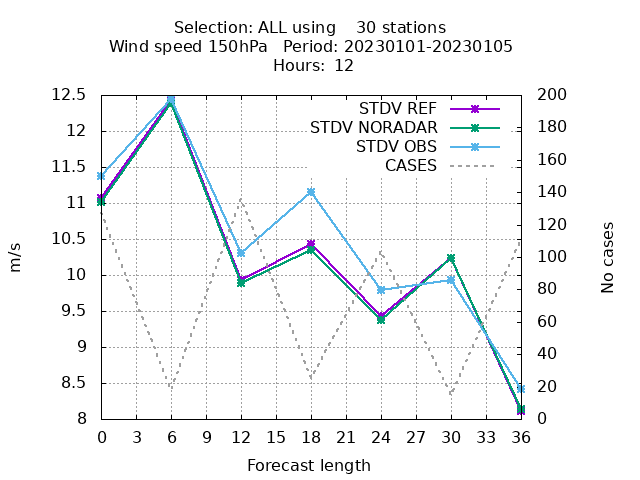 Selection: ALL using    30 stations
Wind speed 150hPa   Period: 20230101-20230105
Hours:  12
STDV REF
STDV NORADAR
STDV OBS
CASES
12.5
12
11.5
11
10.5
10
9.5
9
8.5
8
200
180
160
140
120
100
80
60
40
20
0
m/s
No cases
0 3 6 9 12 15 18 21 24 27 30 33 36
Forecast length